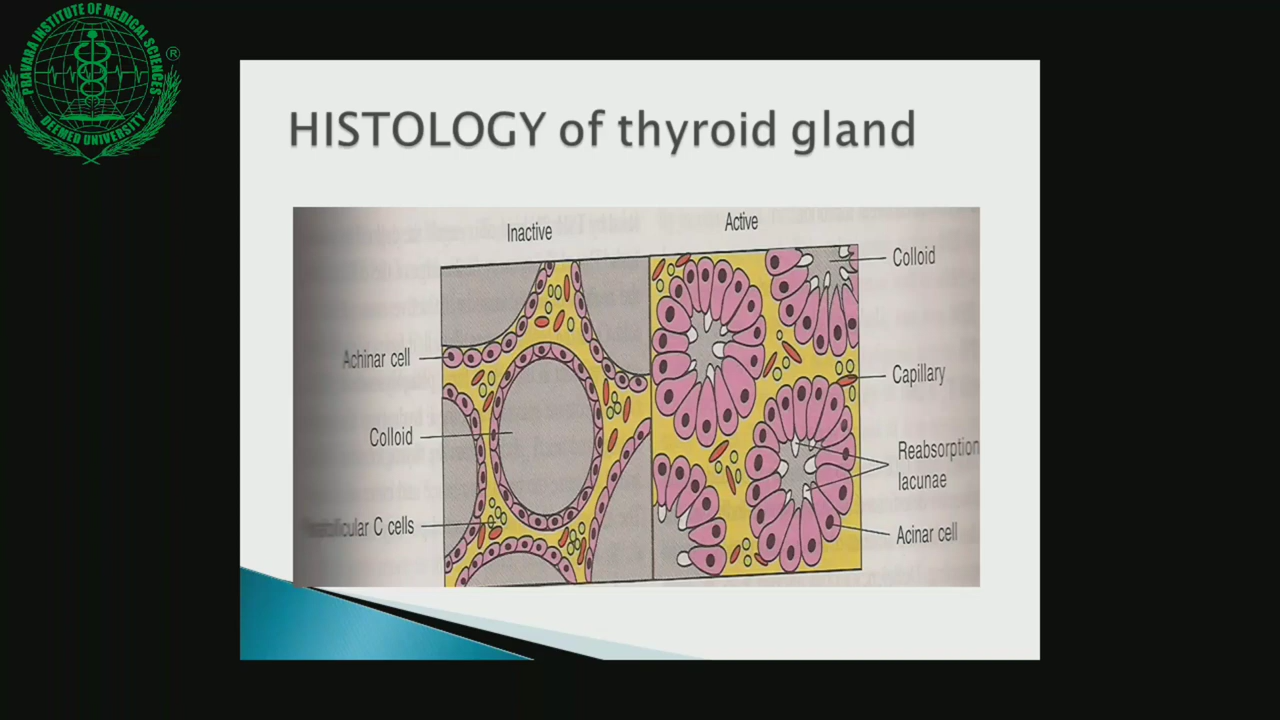 PRAVARA INSTITUTE OF MEDICAL SCIENCES
DEEMED UNIVERSITY
®
HISTOLOGY of thyroid gland
Inactive
Active
Achinar cell
Colloid
C cells
Colloid
Capillary
Reabsorption
lacunae
Acinar cell